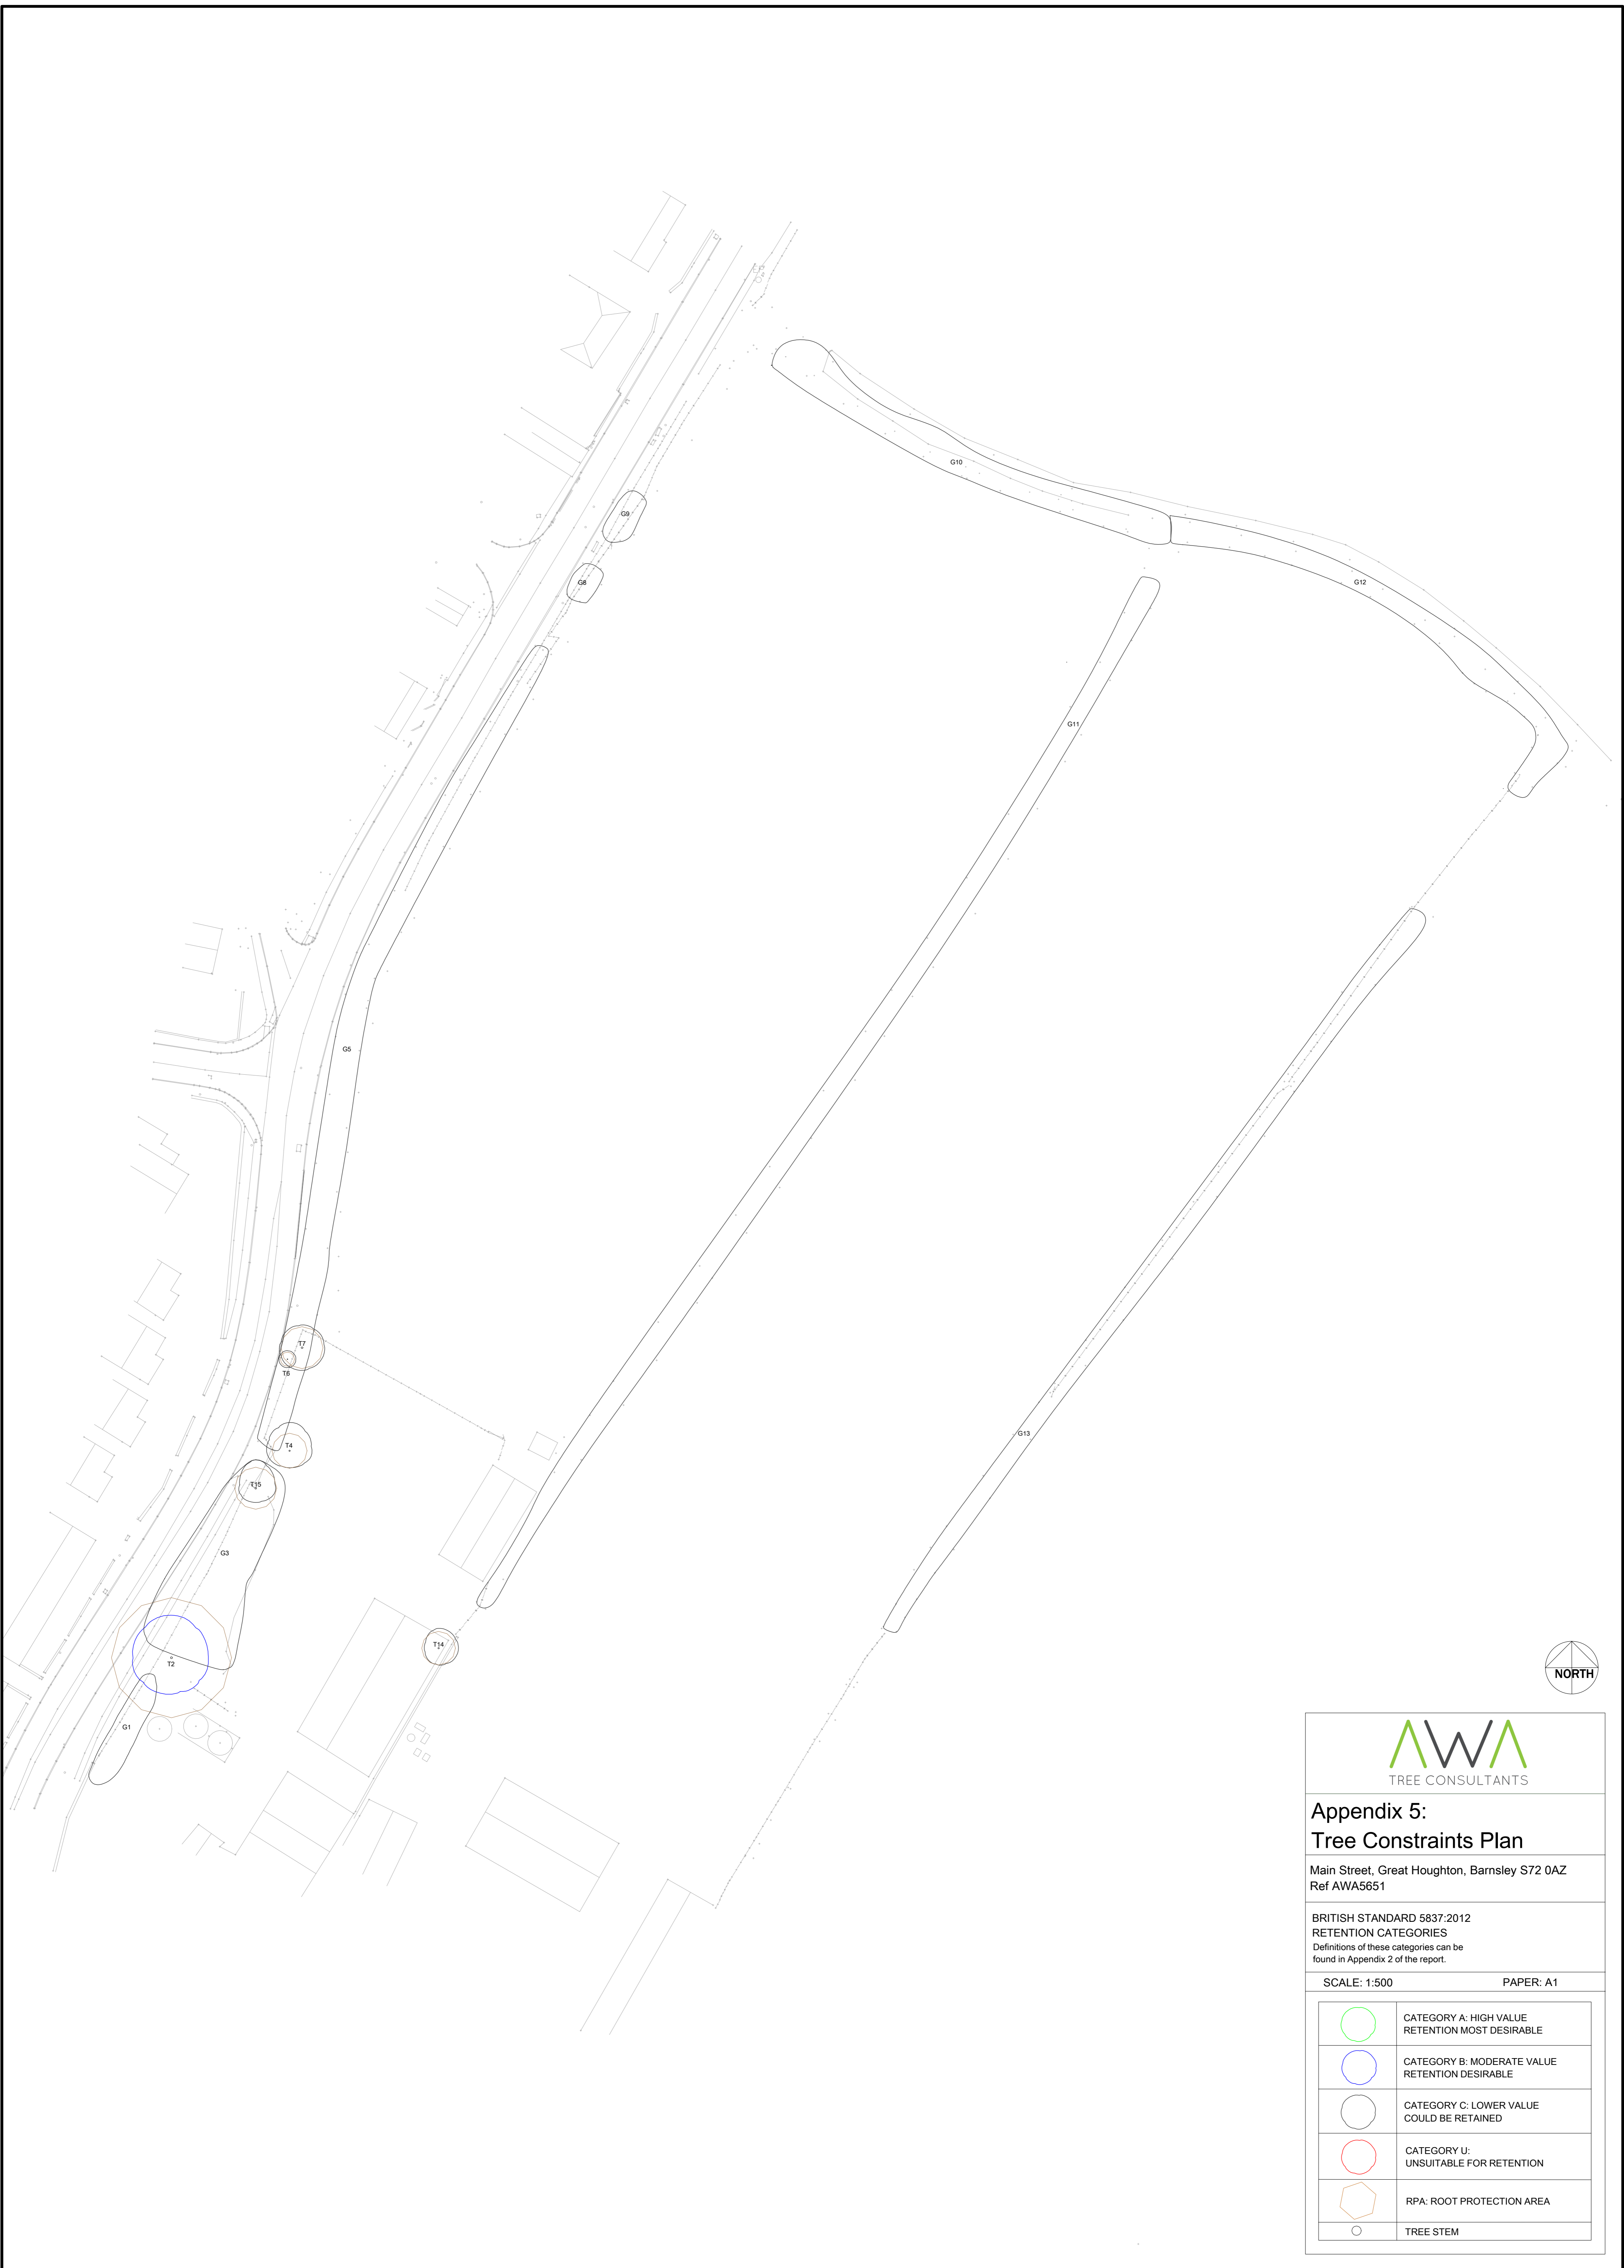 G10
G9
G8
G12
G11
G5
T7
T6
T4
T15
G13
G3
T14
T2
G1
NORTH
AWA
TREE CONSULTANTS
Appendix 5:
Tree Constraints Plan
Main Street, Great Houghton, Barnsley S72 0AZ
Ref AWA5651
BRITISH STANDARD 5837:2012
RETENTION CATEGORIES
Definitions of these categories can be
found in Appendix 2 of the report.
SCALE: 1:500 PAPER: A1
CATEGORY A: HIGH VALUE
RETENTION MOST DESIRABLE
CATEGORY B: MODERATE VALUE
RETENTION DESIRABLE
CATEGORY C: LOWER VALUE
COULD BE RETAINED
CATEGORY U:
UNSUITABLE FOR RETENTION
RPA: ROOT PROTECTION AREA
TREE STEM